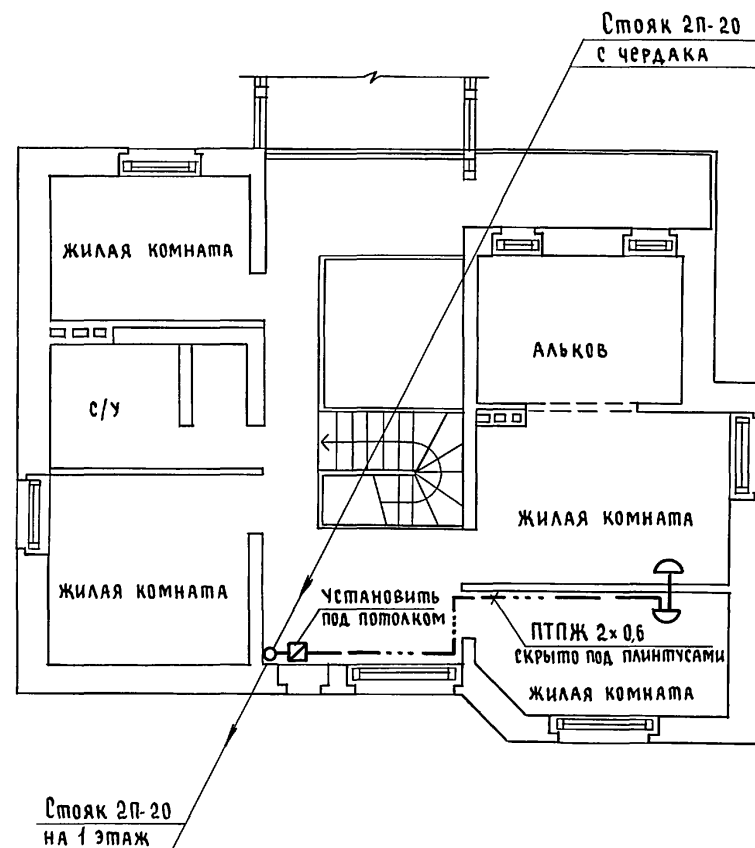 Стояк 2П-20
с чердака
жилая комната
альков
с/у
жилая комната
жилая комната
установить
под потолком
ПТПЖ 2×0,6
скрыто под плинтусами
жилая комната
Стояк 2П-20
на 1 этаж